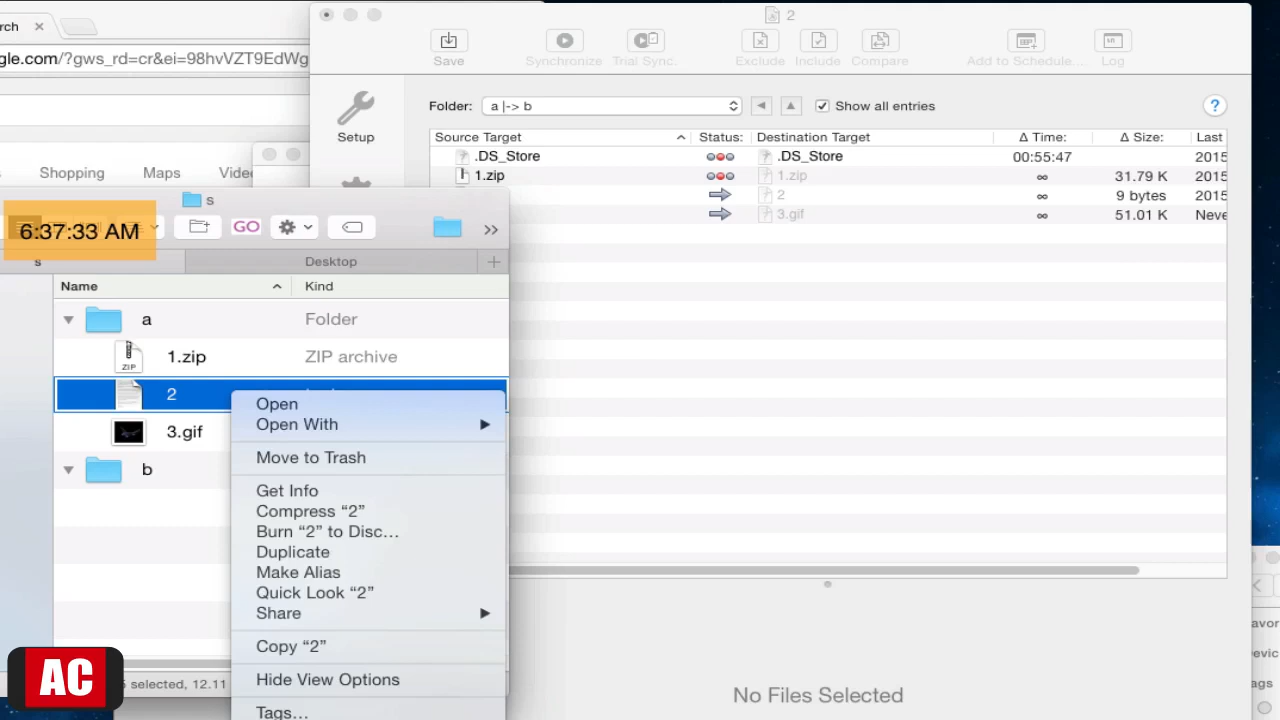 rch
2
gle.com/?gws_rd=cr&ei=98hvVZT9EdWg
Save
Synchronize
Trial Sync.
Exclude
Include
Compare
Add to Schedule...
Log
Setup
Folder:
a |-> b
Show all entries
?
Shopping
Maps
Vide
Source Target
Status:
Destination Target
Δ Time:
Δ Size:
Last
.DS_Store
.DS_Store
00:55:47
2015
1.zip
1.zip
∞
31.79 K
2015
2
∞
9 bytes
2015
3.gif
∞
51.01 K
Neve
s
6:37:33 AM
GO
s
Desktop
Name
Kind
a
Folder
1.zip
ZIP archive
ZIP
2
3.gif
b
Open
Open With
Move to Trash
Get Info
Compress “2”
Burn “2” to Disc...
Duplicate
Make Alias
Quick Look “2”
Share
Copy “2”
Hide View Options
Tags...
selected, 12.11
AC
No Files Selected
avor
evic
ags